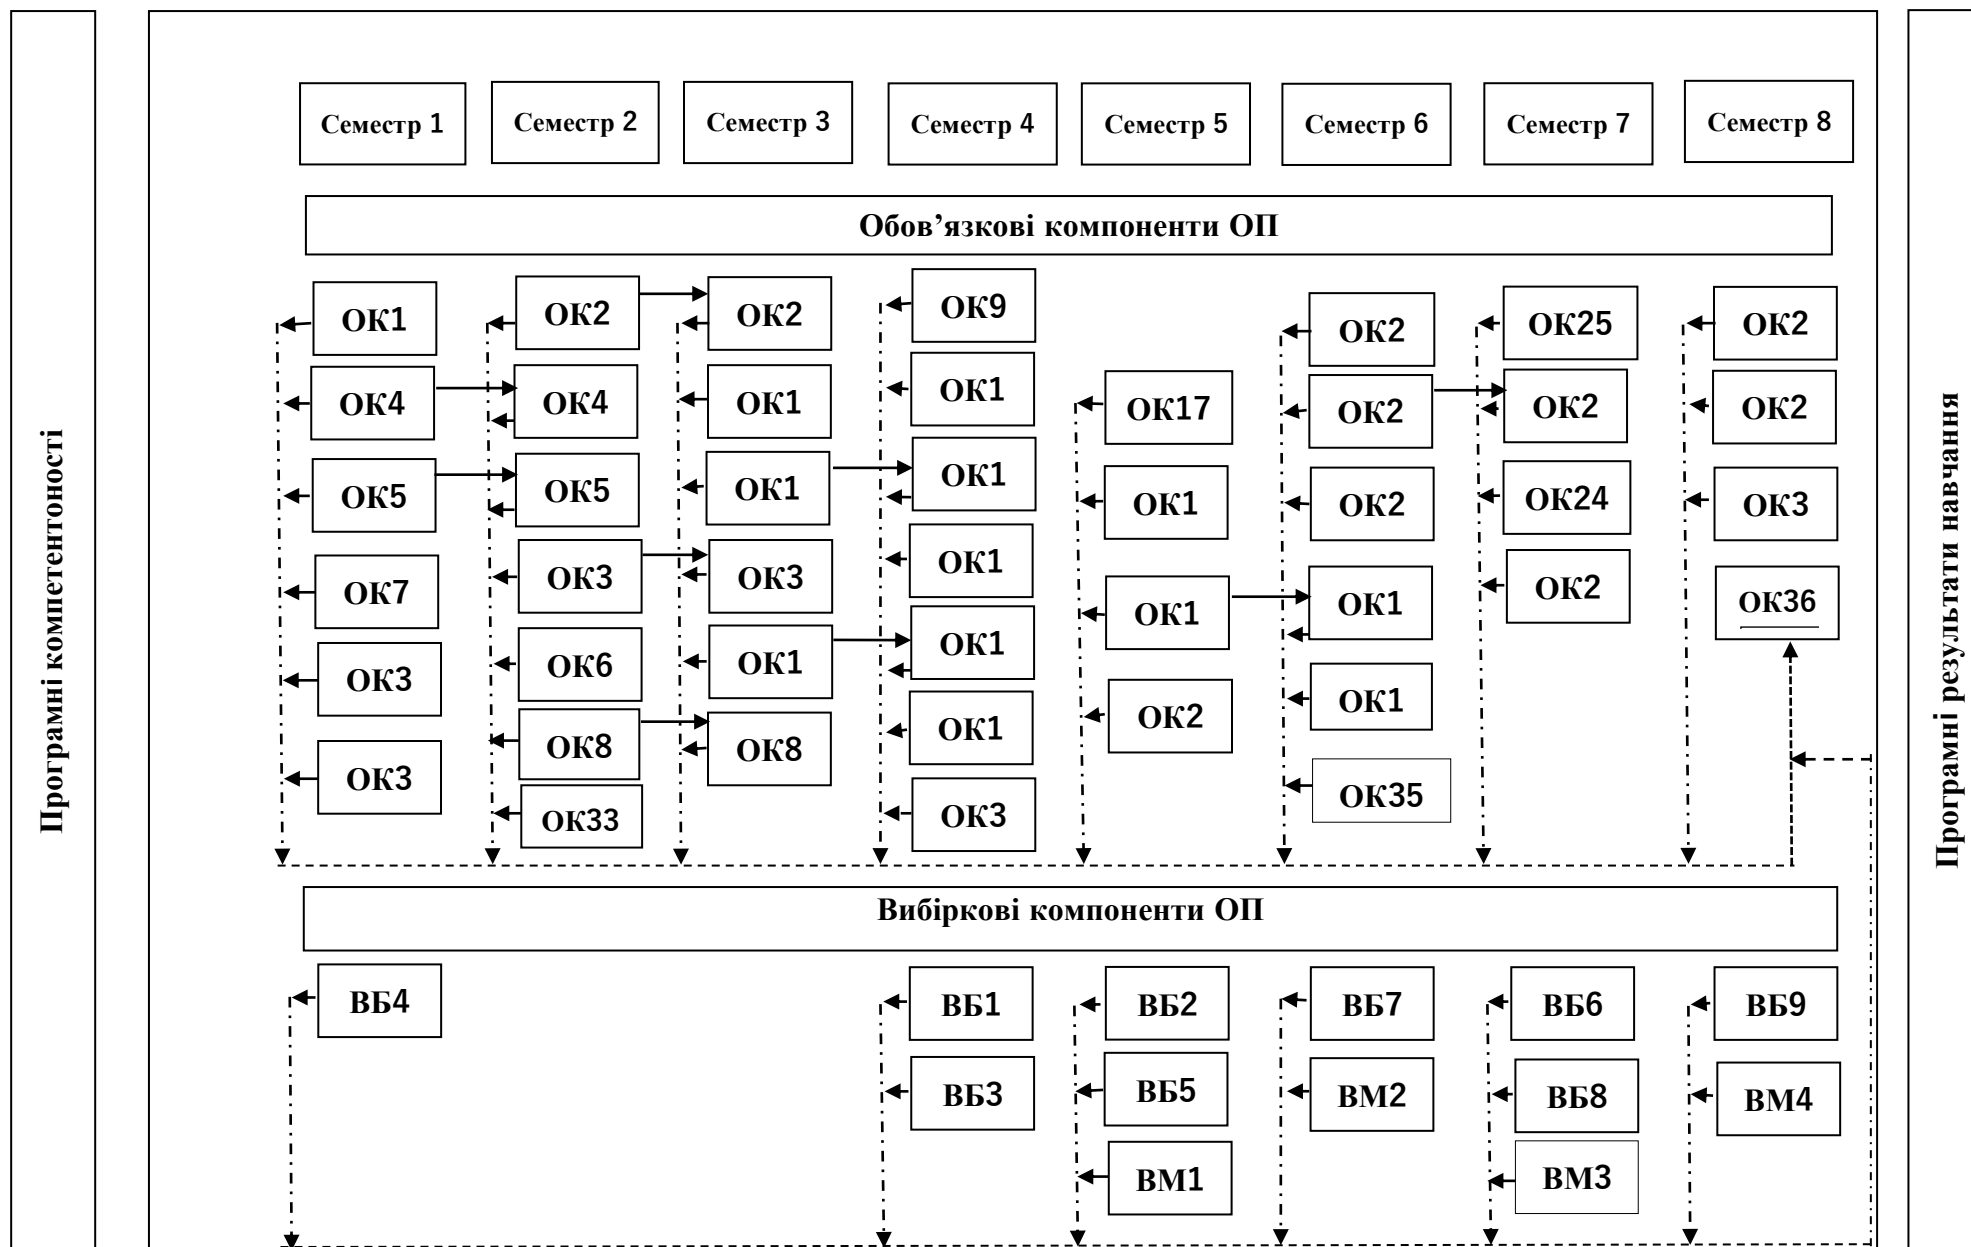 Програмні компетентоності
Семестр 1
Семестр 2
Семестр 3
Семестр 4
Семестр 5
Семестр 6
Семестр 7
Семестр 8
Обов’язкові компоненти ОП
ОК1
ОК4
ОК5
ОК7
ОК3
ОК3
ОК2
ОК4
ОК5
ОК3
ОК6
ОК8
ОК33
ОК2
ОК1
ОК1
ОК3
ОК1
ОК8
ОК9
ОК1
ОК1
ОК1
ОК1
ОК1
ОК3
ОК17
ОК1
ОК1
ОК2
ОК2
ОК2
ОК2
ОК1
ОК1
ОК35
ОК25
ОК2
ОК24
ОК2
ОК2
ОК2
ОК3
ОК36
Вибіркові компоненти ОП
ВБ4
ВБ1
ВБ3
ВБ2
ВБ5
ВМ1
ВБ7
ВМ2
ВБ6
ВБ8
ВМ3
ВБ9
ВМ4
Програмні результати навчання